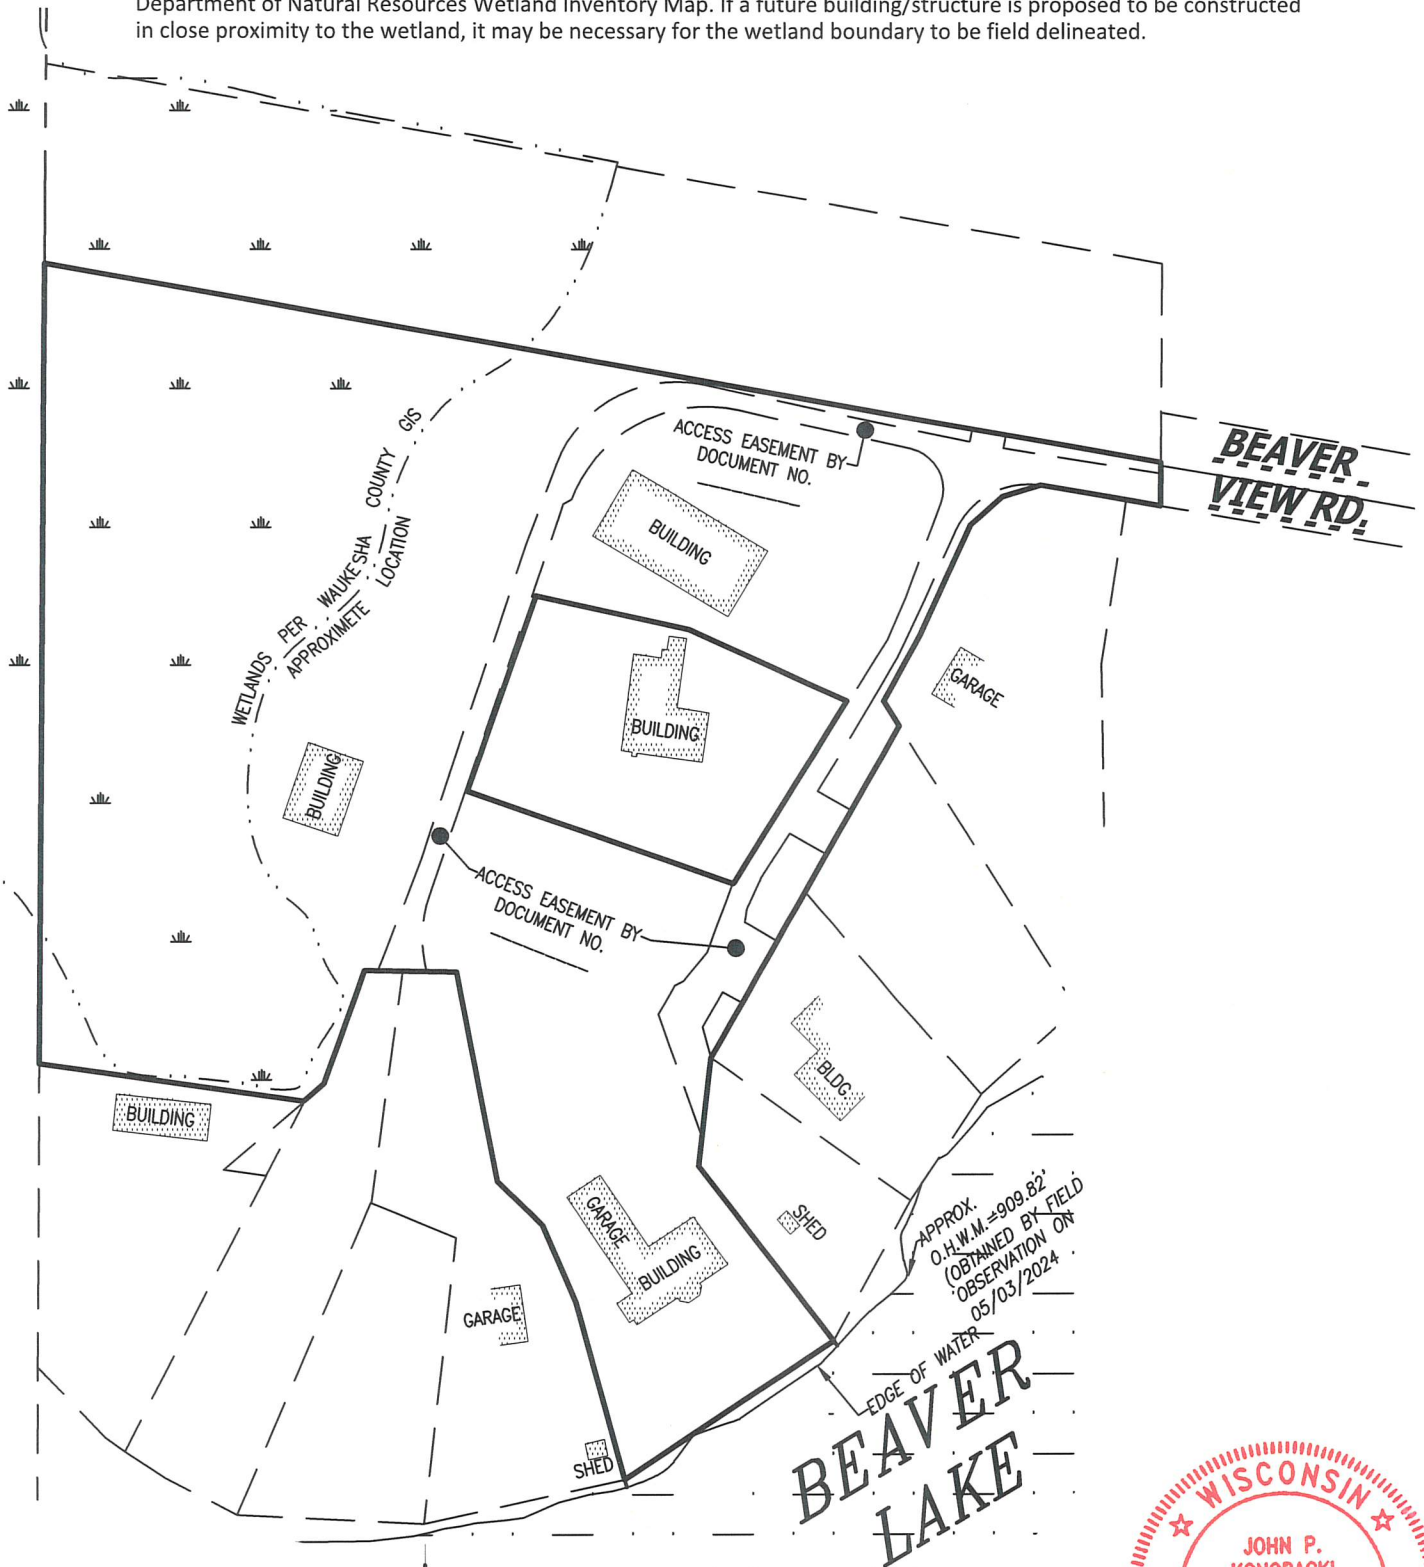 Department of Natural Resources Wetland Inventory Map. If a future building/structure is proposed to be constructed
in close proximity to the wetland, it may be necessary for the wetland boundary to be field delineated.
BEAVER
VIEW RD.
ACCESS EASEMENT BY
DOCUMENT NO.
WETLANDS PER WAUKESHA COUNTY GIS
APPROXIMETE LOCATION
BUILDING
BUILDING
GARAGE
BUILDING
ACCESS EASEMENT BY
DOCUMENT NO.
BLDG.
BUILDING
GARAGE
BUILDING
SHED
GARAGE
SHED
APPROX.
O.H.W.M.=909.82'
(OBTAINED BY FIELD
OBSERVATION ON
05/03/2024
EDGE OF WATER
BEAVER
LAKE
WISCONSIN
JOHN P.